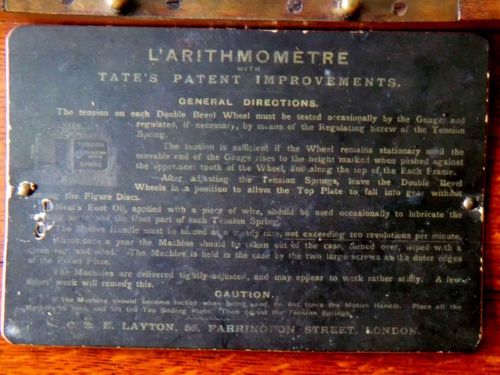 L'ARITHMOMÈTRE
WITH
TATE'S PATENT IMPROVEMENTS.
GENERAL DIRECTIONS.
The tension on each Double Bevel Wheel must be tested occasionally by the Gauge, and
regulated, if necessary, by means of the Regulating Screw of the Tension
Spring.
The tension is sufficient if the Wheel remains stationary until the
movable end of the Gauge rises to the height marked when pushed against
the uppermost tooth of the Wheel, and along the top of the Each Frame.
After adjusting the Tension Springs, leave the Double Bevel
Wheels in a position to allow the Top Plate to fall into gear without
the Figure Discs.
TENSION
SPRING
Neat's Foot Oil, applied with a piece of wire, should be used occasionally to lubricate the
parts and the front part of each Tension Spring.
The Motive Handle must be turned at a steady rate, not exceeding 100 revolutions per minute.
About once a year the Machine should be taken out of the case, turned over, wiped with a
and oiled. The Machine is held in the case by the two large screws at the outer edges
of the Fixed Plate.
The Machines are delivered tightly adjusted, and may appear to work rather stiffly. A few
work will remedy this.
CAUTION.
If the Machine should become locked when being used, do not force the Motive Handle. Place all the
and lift the Top Sliding Plate. Then adjust the Tension Springs.
C. & E. LAYTON, 56, FARRINGDON STREET, LONDON.